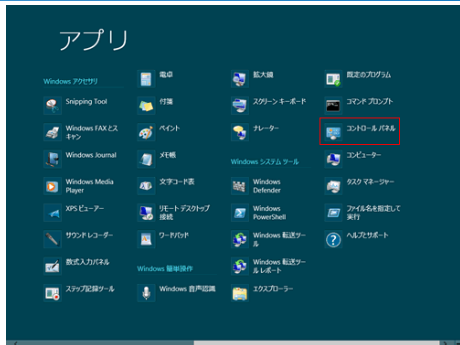 アプリ
Windows アクセサリ
Snipping Tool
Windows FAX とス
キャン
Windows Journal
Windows Media
Player
XPS ビューアー
サウンド レコーダー
数式入力パネル
ステップ記録ツール
電卓
付箋
ペイント
メモ帳
文字コード表
リモート デスクトップ
接続
ワードパッド
Windows 簡単操作
Windows 音声認識
拡大鏡
スクリーン キーボード
ナレーター
Windows システム ツール
Windows
Defender
Windows
PowerShell
Windows 転送ツー
ル
Windows 転送ツー
ル レポート
エクスプローラー
既定のプログラム
コマンド プロンプト
コントロール パネル
コンピューター
タスク マネージャー
ファイル名を指定して
実行
ヘルプとサポート